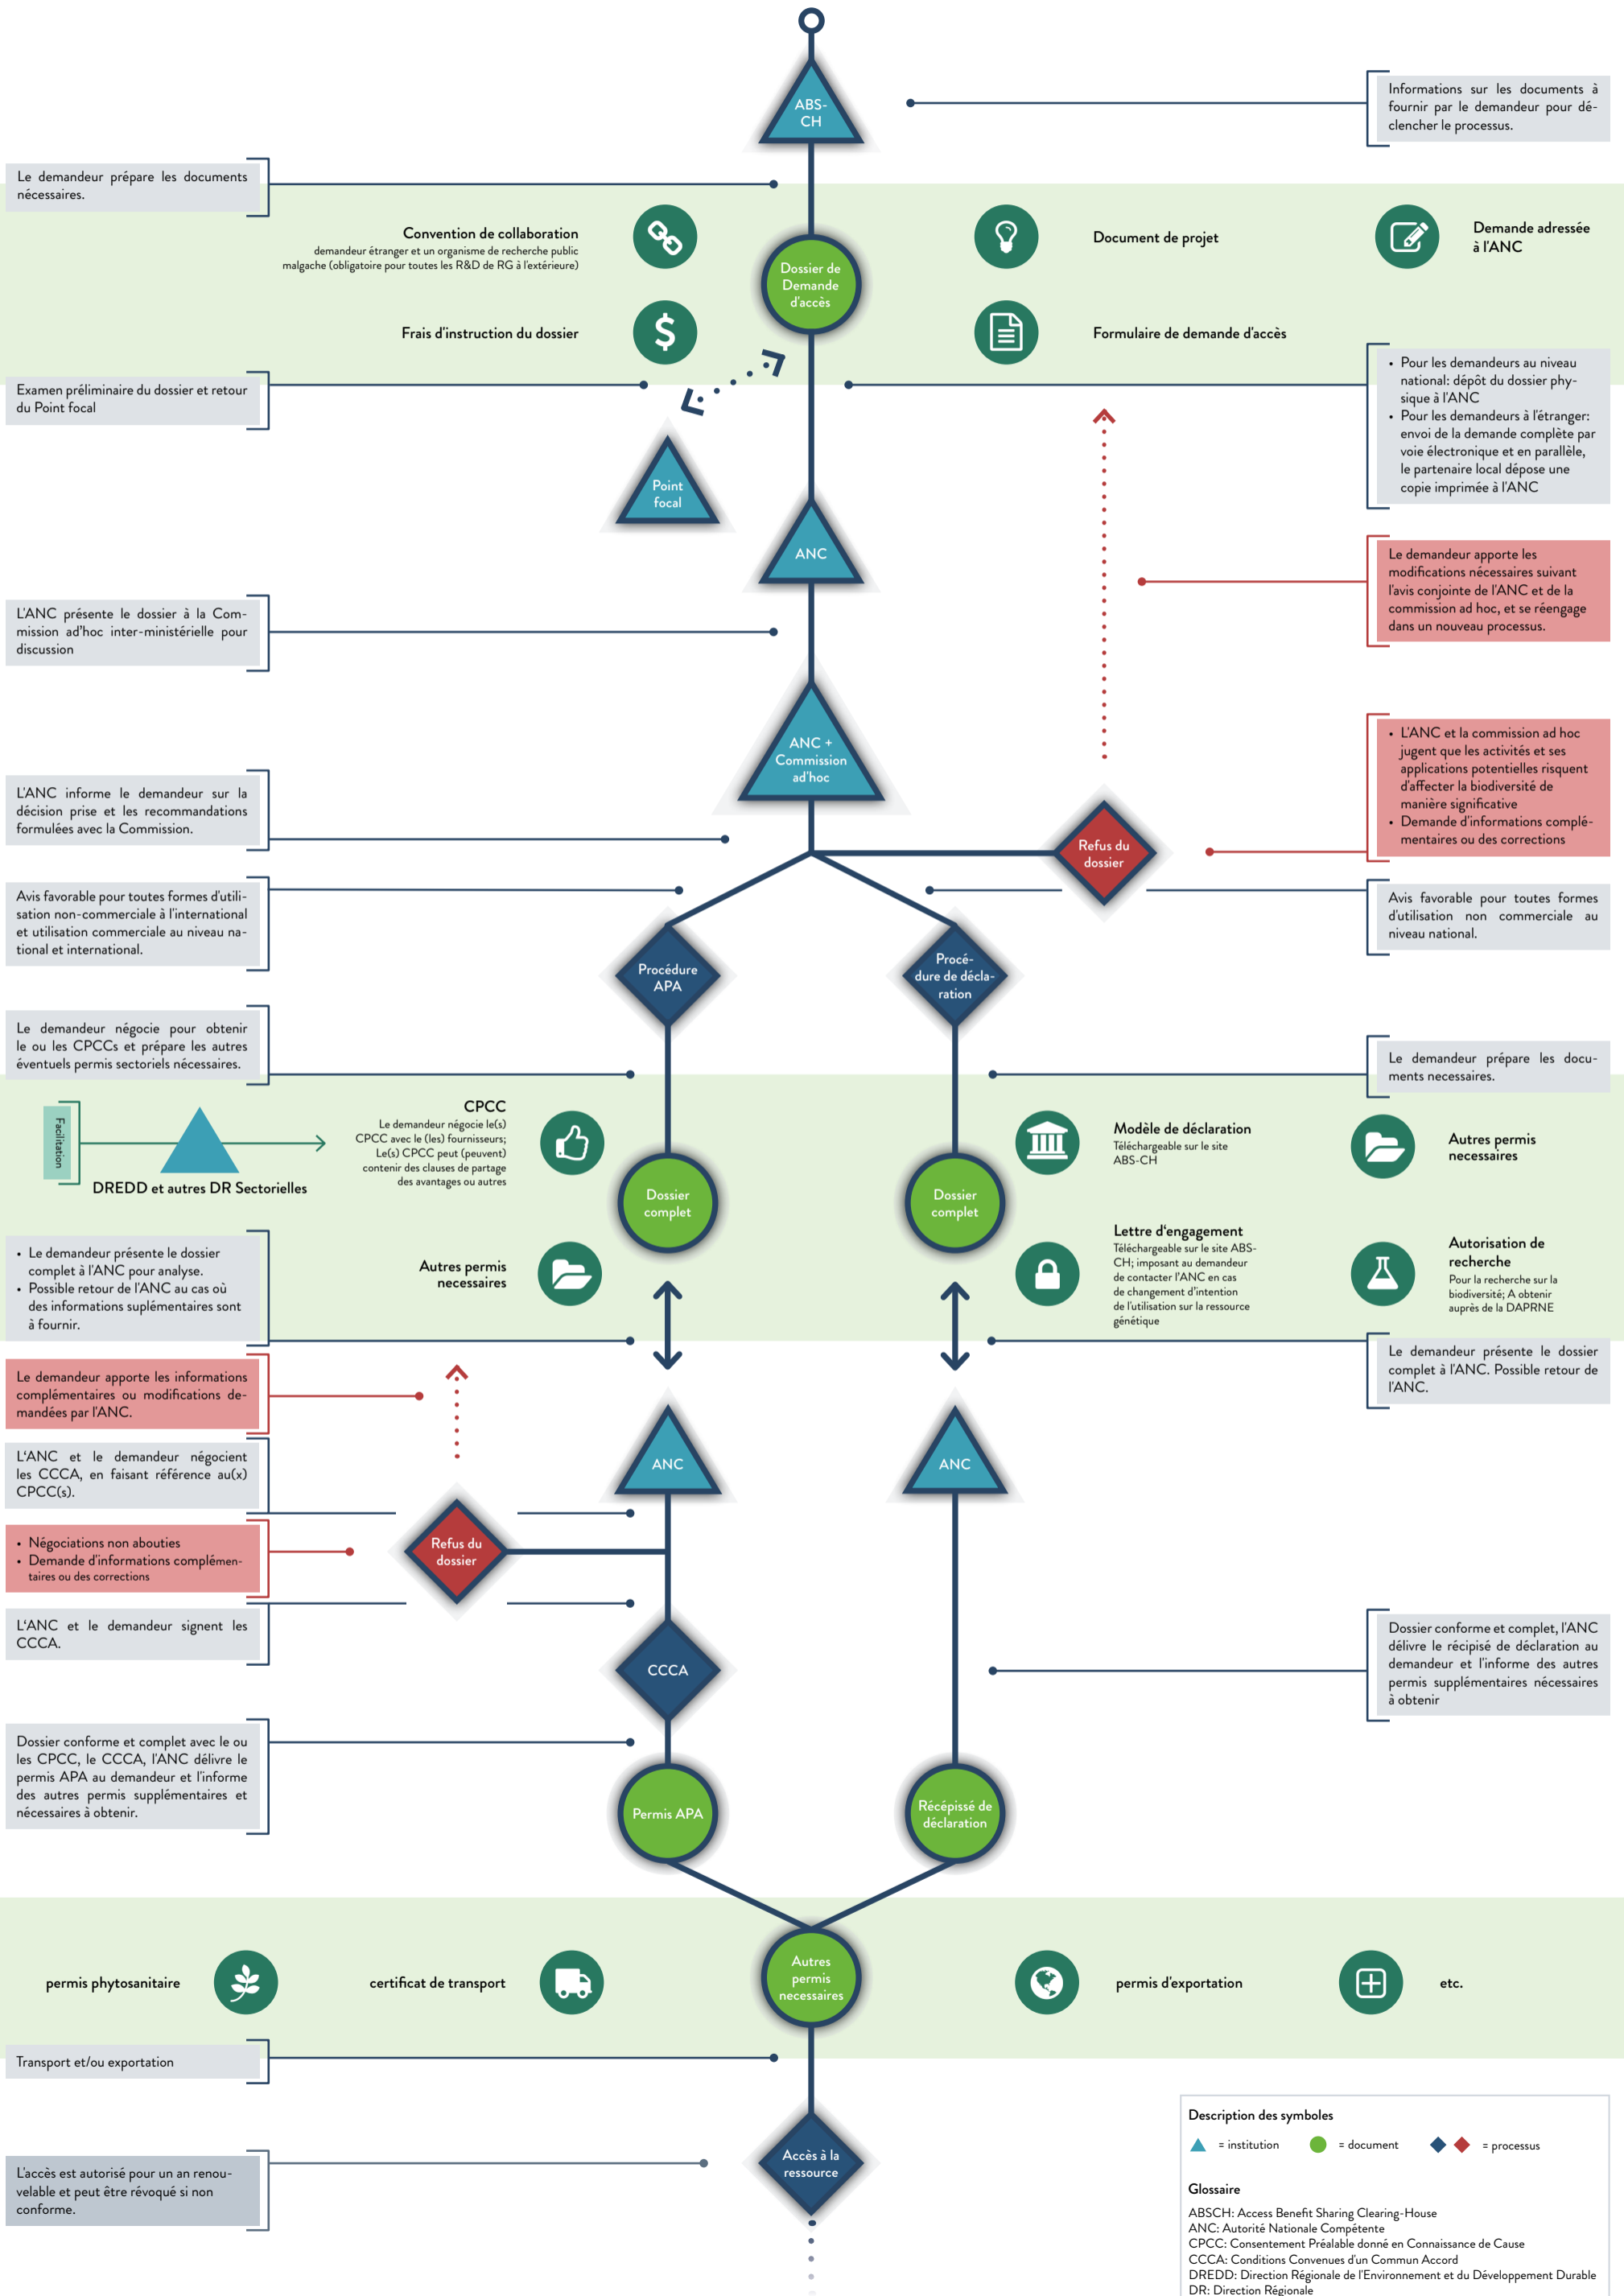 ABS-
CH
Informations sur les documents à
fournir par le demandeur pour dé-
clencher le processus.
Le demandeur prépare les documents
nécessaires.
Convention de collaboration
demandeur étranger et un organisme de recherche public
malgache (obligatoire pour toutes les R&D de RG à l'extérieure)
Dossier de
Demande
d'accès
Document de projet
Demande adressée
à l'ANC
Frais d'instruction du dossier
Formulaire de demande d'accès
Examen préliminaire du dossier et retour
du Point focal
• Pour les demandeurs au niveau
national: dépôt du dossier phy-
sique à l'ANC
• Pour les demandeurs à l'étranger:
envoi de la demande complète par
voie électronique et en parallèle,
le partenaire local dépose une
copie imprimée à l'ANC
Point
focal
ANC
Le demandeur apporte les
modifications nécessaires suivant
l'avis conjointe de l'ANC et de la
commission ad hoc, et se réengage
dans un nouveau processus.
L'ANC présente le dossier à la Com-
mission ad'hoc inter-ministérielle pour
discussion
ANC +
Commission
ad'hoc
• L'ANC et la commission ad hoc
jugent que les activités et ses
applications potentielles risquent
d'affecter la biodiversité de
manière significative
• Demande d'informations complé-
mentaires ou des corrections
L'ANC informe le demandeur sur la
décision prise et les recommandations
formulées avec la Commission.
Refus du
dossier
Avis favorable pour toutes formes d'utili-
sation non-commerciale à l'international
et utilisation commerciale au niveau na-
tional et international.
Avis favorable pour toutes formes
d'utilisation non commerciale au
niveau national.
Procédure
APA
Procé-
dure de décla-
ration
Le demandeur négocie pour obtenir
le ou les CPCCs et prépare les autres
éventuels permis sectoriels nécessaires.
Le demandeur prépare les docu-
ments necessaires.
Facilitation
DREDD et autres DR Sectorielles
CPCC
Le demandeur négocie le(s)
CPCC avec le (les) fournisseurs;
Le(s) CPCC peut (peuvent)
contenir des clauses de partage
des avantages ou autres
Dossier
complet
Dossier
complet
Modèle de déclaration
Téléchargeable sur le site
ABS-CH
Autres permis
necessaires
• Le demandeur présente le dossier
complet à l'ANC pour analyse.
• Possible retour de l'ANC au cas où
des informations suplémentaires sont
à fournir.
Autres permis
necessaires
Lettre d'engagement
Téléchargeable sur le site ABS-
CH; imposant au demandeur
de contacter l'ANC en cas
de changement d'intention
de l'utilisation sur la ressource
génétique
Autorisation de
recherche
Pour la recherche sur la
biodiversité; A obtenir
auprès de la DAPRNE
Le demandeur apporte les informations
complémentaires ou modifications de-
mandées par l'ANC.
Le demandeur présente le dossier
complet à l'ANC. Possible retour de
l'ANC.
L'ANC et le demandeur négocient
les CCCA, en faisant référence au(x)
CPCC(s).
ANC
ANC
• Négociations non abouties
• Demande d'informations complémen-
taires ou des corrections
Refus du
dossier
L'ANC et le demandeur signent les
CCCA.
CCCA
Dossier conforme et complet, l'ANC
délivre le récipisé de déclaration au
demandeur et l'informe des autres
permis supplémentaires nécessaires
à obtenir
Dossier conforme et complet avec le ou
les CPCC, le CCCA, l'ANC délivre le
permis APA au demandeur et l'informe
des autres permis supplémentaires et
nécessaires à obtenir.
Permis APA
Récépissé de
déclaration
permis phytosanitaire
certificat de transport
Autres
permis
necessaires
permis d'exportation
etc.
Transport et/ou exportation
Accès à la
ressource
L'accès est autorisé pour un an renou-
velable et peut être révoqué si non
conforme.
Description des symboles
= institution
= document
= processus
Glossaire
ABSCH: Access Benefit Sharing Clearing-House
ANC: Autorité Nationale Compétente
CPCC: Consentement Préalable donné en Connaissance de Cause
CCCA: Conditions Convenues d'un Commun Accord
DREDD: Direction Régionale de l'Environnement et du Développement Durable
DR: Direction Régionale